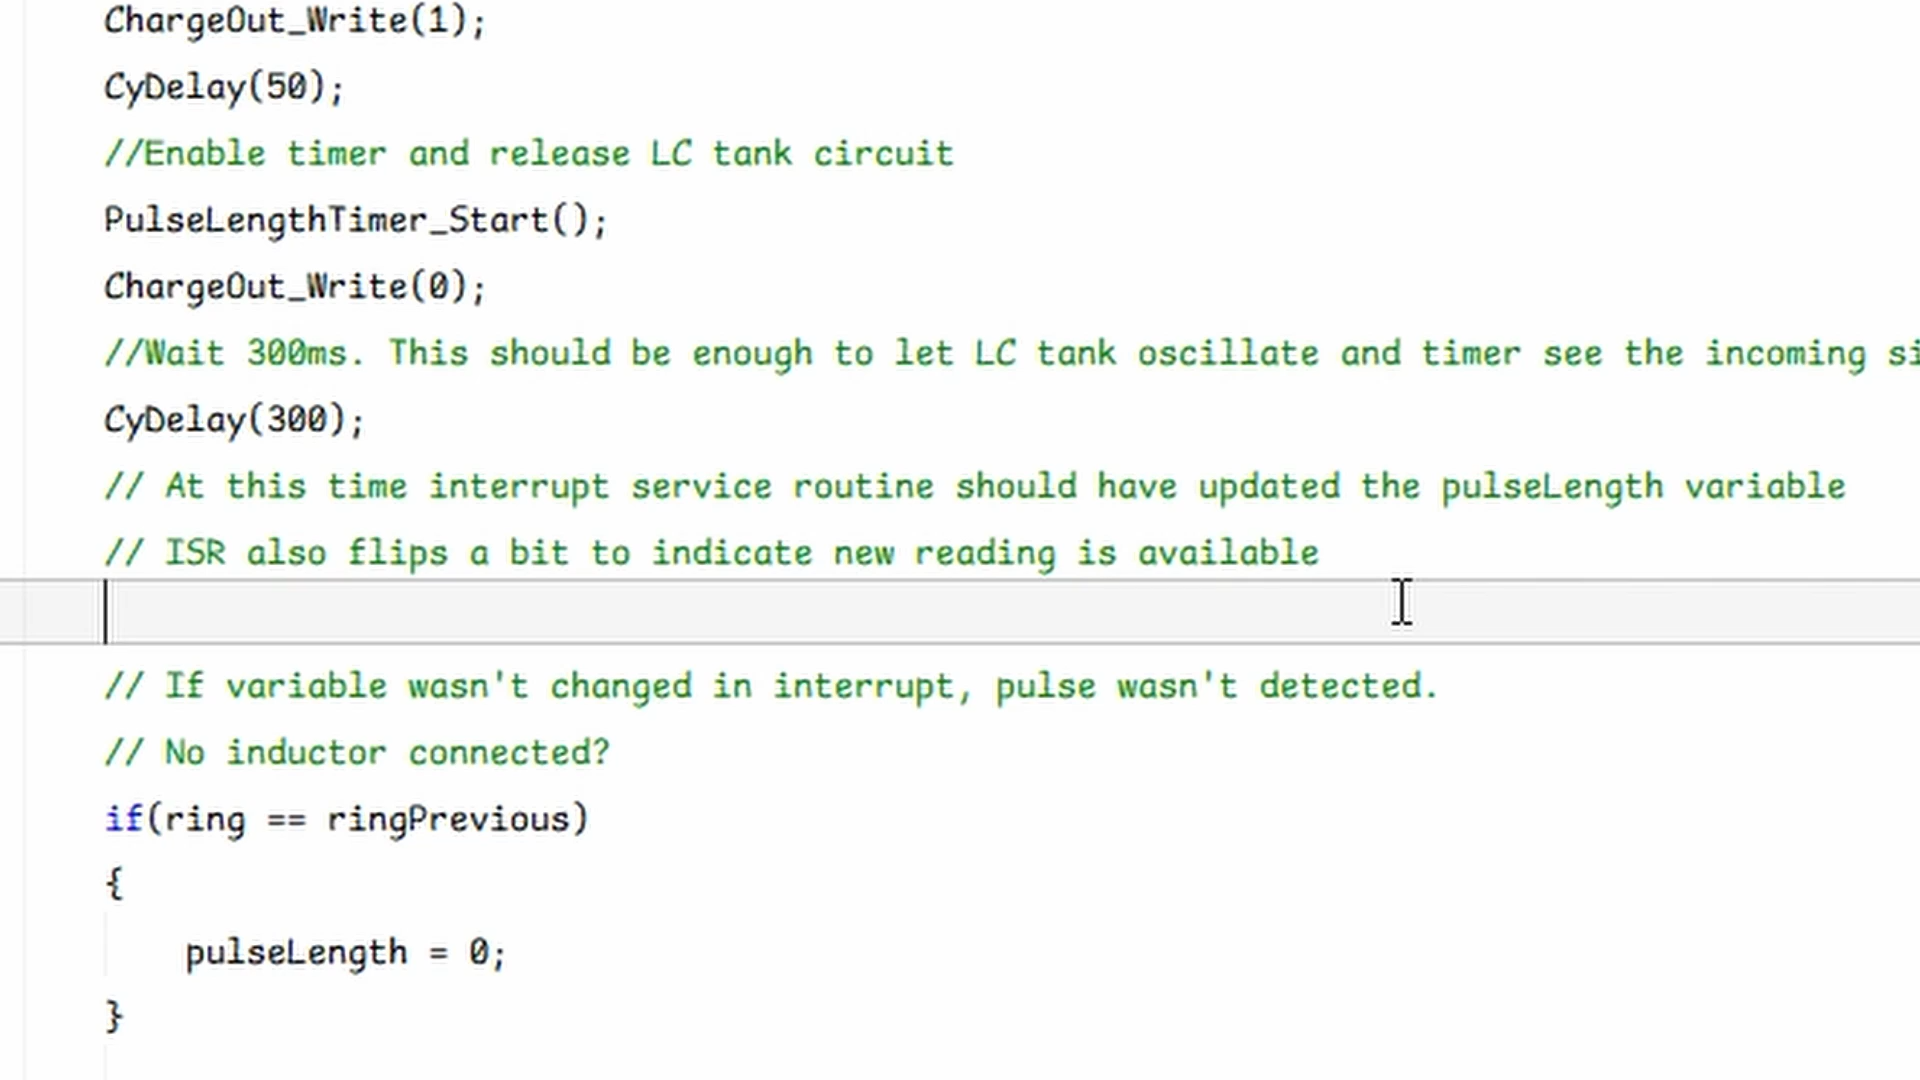 ChargeOut_Write(1);
CyDelay(50);
//Enable timer and release LC tank circuit
PulseLengthTimer_Start();
ChargeOut_Write(0);
//Wait 300ms. This should be enough to let LC tank oscillate and timer see the incoming
CyDelay(300);
// At this time interrupt service routine should have updated the pulseLength variable
// ISR also flips a bit to indicate new reading is available
// If variable wasn't changed in interrupt, pulse wasn't detected.
// No inductor connected?
if(ring == ringPrevious)
{
pulseLength = 0;
}